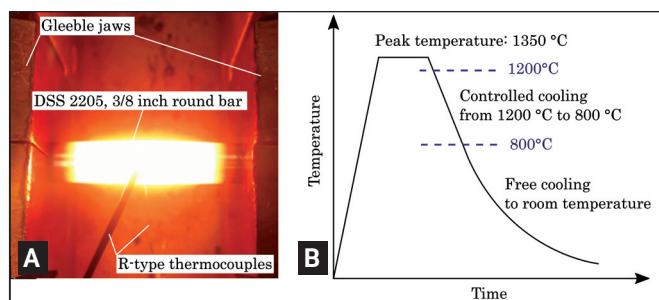 Gleeble jaws
DSS 2205, 3/8 inch round bar
R-type thermocouples
A
Peak temperature: 1350 °C
1200°C
Controlled cooling
from 1200 °C to 800 °C
800°C
Free cooling
to room temperature
Temperature
Time
B